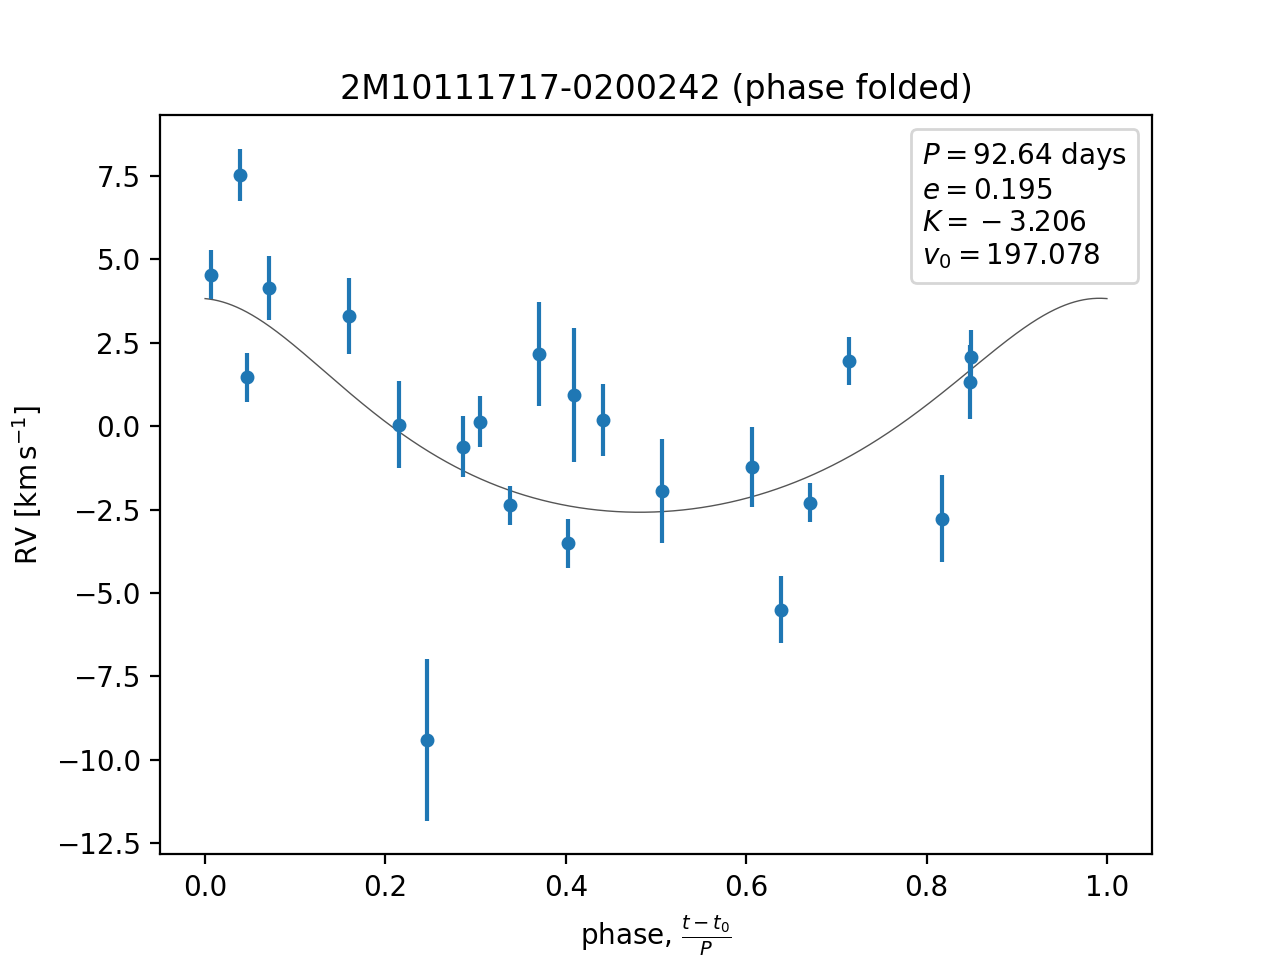 2M10111717-0200242 (phase folded)
P = 92.64 days
e = 0.195
K = −3.206
v₀ = 197.078
7.5
5.0
2.5
0.0
−2.5
−5.0
−7.5
−10.0
−12.5
RV [km s⁻¹]
0.0 0.2 0.4 0.6 0.8 1.0
phase, (t − t₀)/P